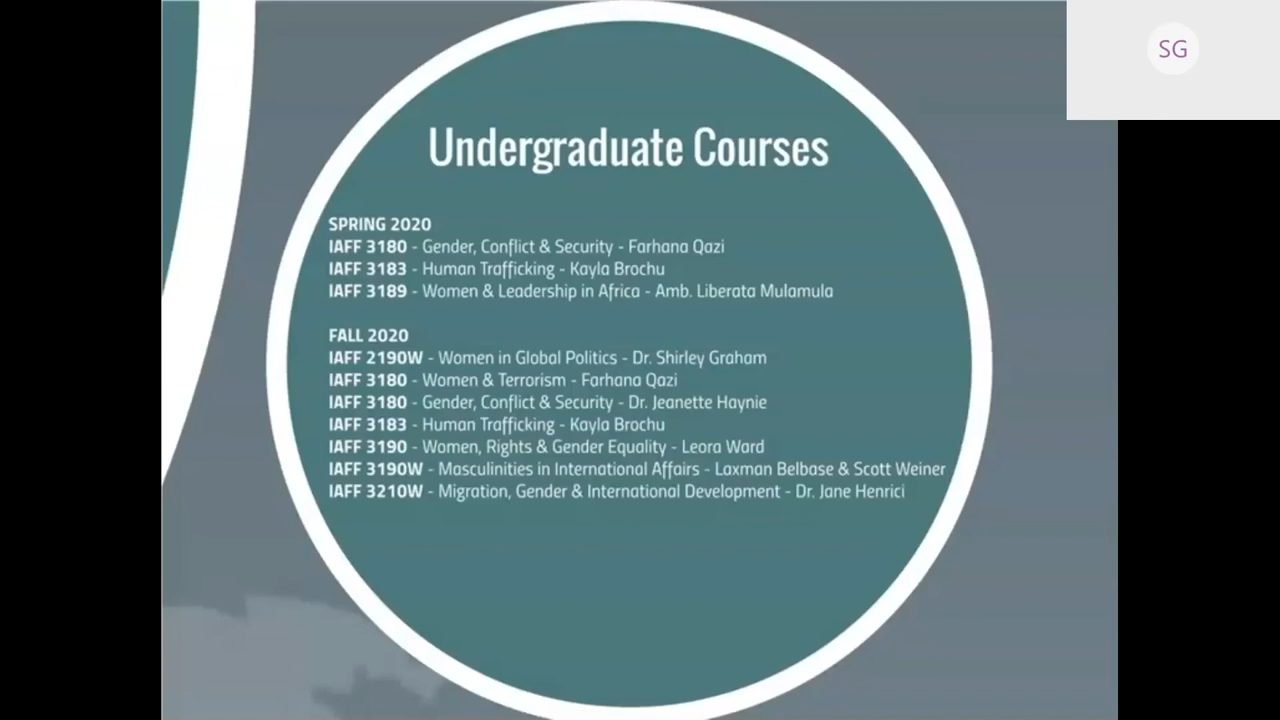 SG
Undergraduate Courses
SPRING 2020
IAFF 3180 - Gender, Conflict & Security - Farhana Qazi
IAFF 3183 - Human Trafficking - Kayla Brochu
IAFF 3189 - Women & Leadership in Africa - Amb. Liberata Mulamula
FALL 2020
IAFF 2190W - Women in Global Politics - Dr. Shirley Graham
IAFF 3180 - Women & Terrorism - Farhana Qazi
IAFF 3180 - Gender, Conflict & Security - Dr. Jeanette Haynie
IAFF 3183 - Human Trafficking - Kayla Brochu
IAFF 3190 - Women, Rights & Gender Equality - Leora Ward
IAFF 3190W - Masculinities in International Affairs - Laxman Belbase & Scott Weiner
IAFF 3210W - Migration, Gender & International Development - Dr. Jane Henrici